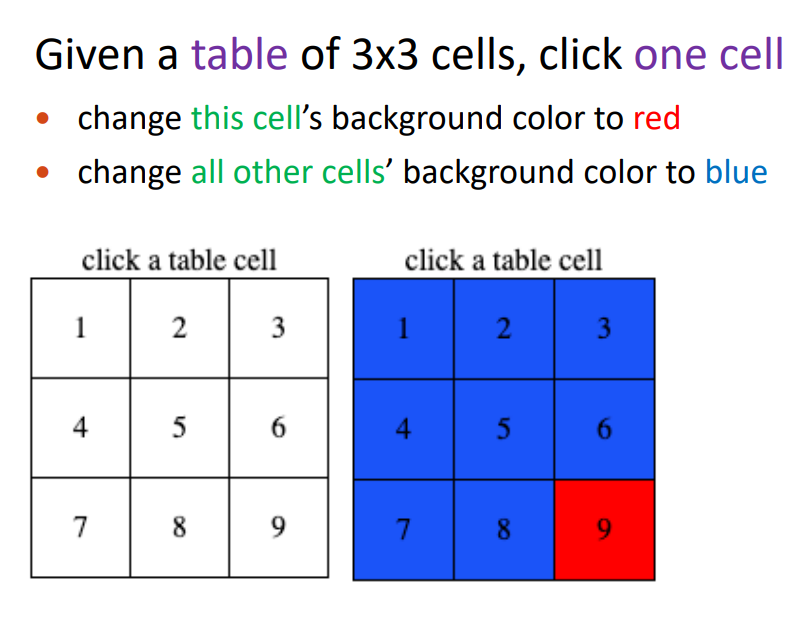 Given a table of 3x3 cells, click one cell
• change this cell's background color to red
• change all other cells' background color to blue
click a table cell
1 2 3
4 5 6
7 8 9
click a table cell
1 2 3
4 5 6
7 8 9